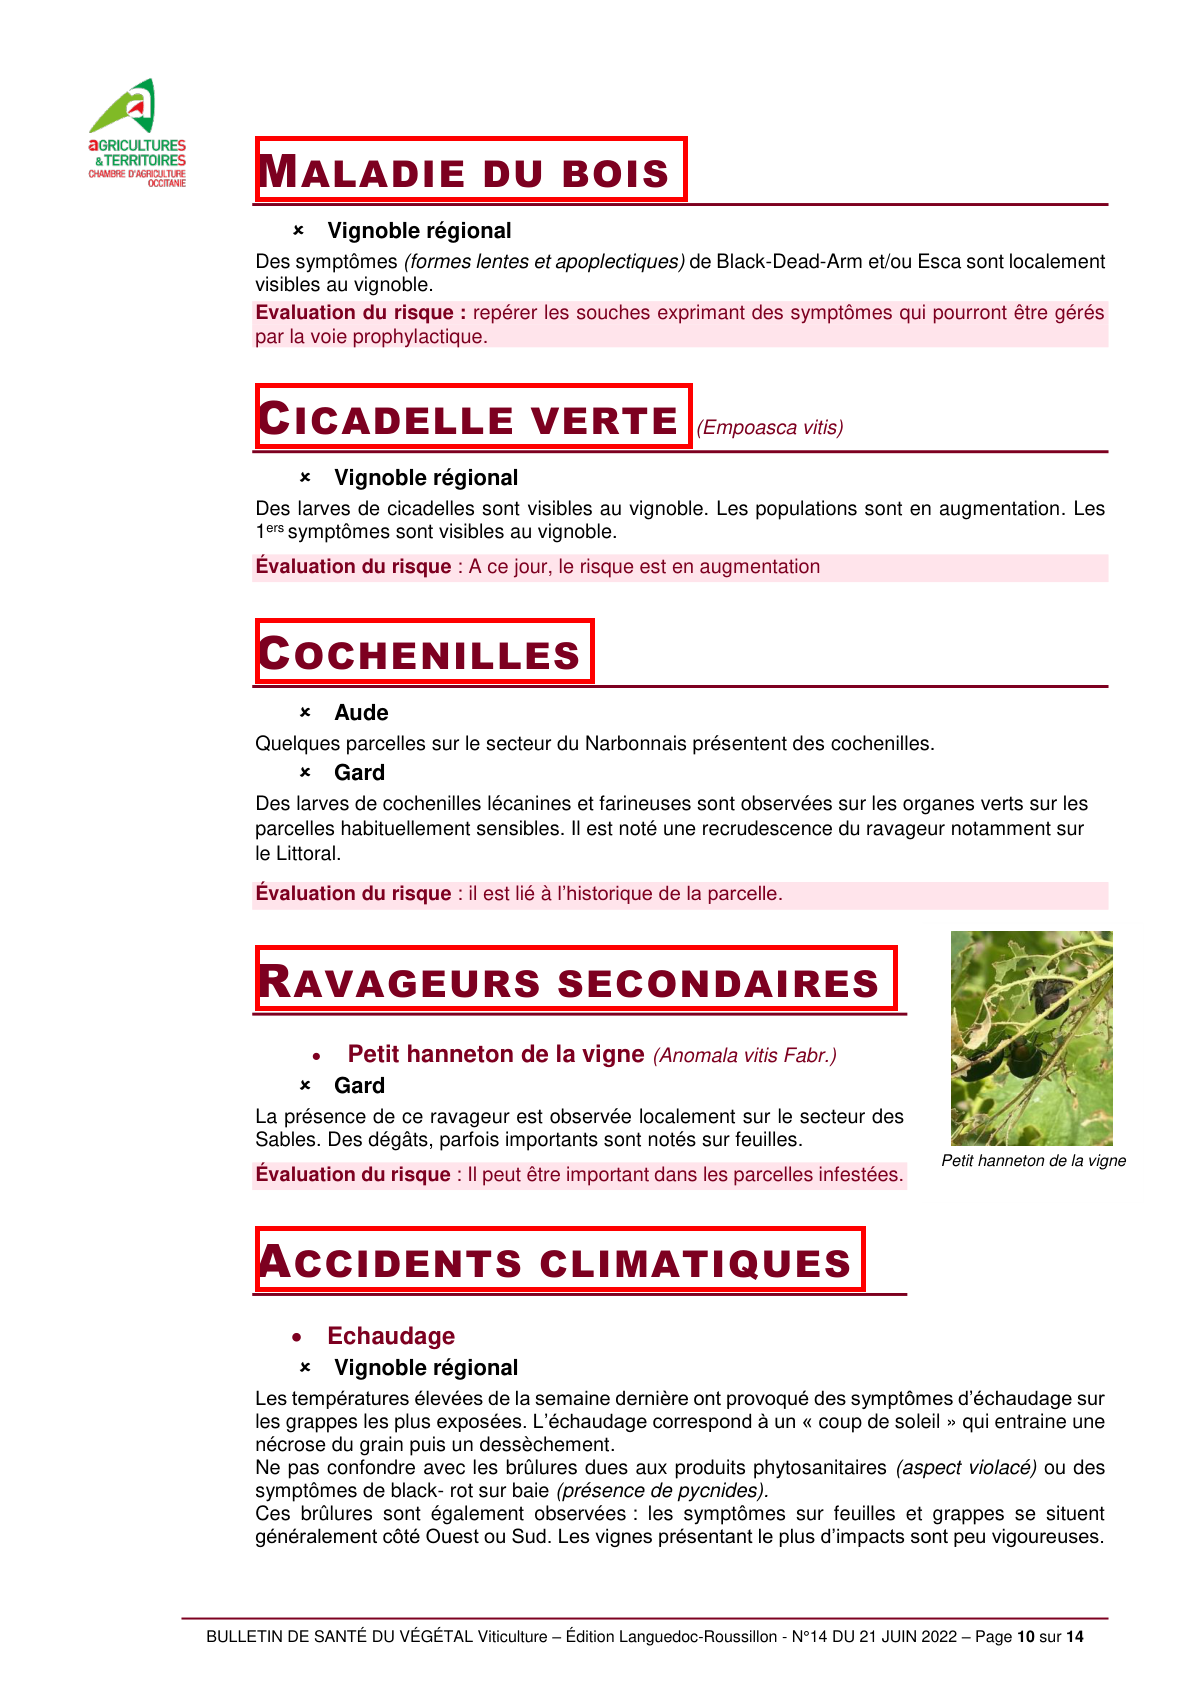 aGRICULTURES
& TERRITOIRES
CHAMBRE D'AGRICULTURE
OCCITANIE
MALADIE DU BOIS
× Vignoble régional
Des symptômes (formes lentes et apoplectiques) de Black-Dead-Arm et/ou Esca sont localement
visibles au vignoble.
Evaluation du risque : repérer les souches exprimant des symptômes qui pourront être gérés
par la voie prophylactique.
CICADELLE VERTE (Empoasca vitis)
× Vignoble régional
Des larves de cicadelles sont visibles au vignoble. Les populations sont en augmentation. Les
1ers symptômes sont visibles au vignoble.
Évaluation du risque : A ce jour, le risque est en augmentation
COCHENILLES
× Aude
Quelques parcelles sur le secteur du Narbonnais présentent des cochenilles.
× Gard
Des larves de cochenilles lécanines et farineuses sont observées sur les organes verts sur les
parcelles habituellement sensibles. Il est noté une recrudescence du ravageur notamment sur
le Littoral.
Évaluation du risque : il est lié à l’historique de la parcelle.
RAVAGEURS SECONDAIRES
• Petit hanneton de la vigne (Anomala vitis Fabr.)
× Gard
La présence de ce ravageur est observée localement sur le secteur des
Sables. Des dégâts, parfois importants sont notés sur feuilles.
Évaluation du risque : Il peut être important dans les parcelles infestées.
Petit hanneton de la vigne
ACCIDENTS CLIMATIQUES
• Echaudage
× Vignoble régional
Les températures élevées de la semaine dernière ont provoqué des symptômes d’échaudage sur
les grappes les plus exposées. L’échaudage correspond à un « coup de soleil » qui entraine une
nécrose du grain puis un dessèchement.
Ne pas confondre avec les brûlures dues aux produits phytosanitaires (aspect violacé) ou des
symptômes de black- rot sur baie (présence de pycnides).
Ces brûlures sont également observées : les symptômes sur feuilles et grappes se situent
généralement côté Ouest ou Sud. Les vignes présentant le plus d’impacts sont peu vigoureuses.
BULLETIN DE SANTÉ DU VÉGÉTAL Viticulture – Édition Languedoc-Roussillon - N°14 DU 21 JUIN 2022 – Page 10 sur 14